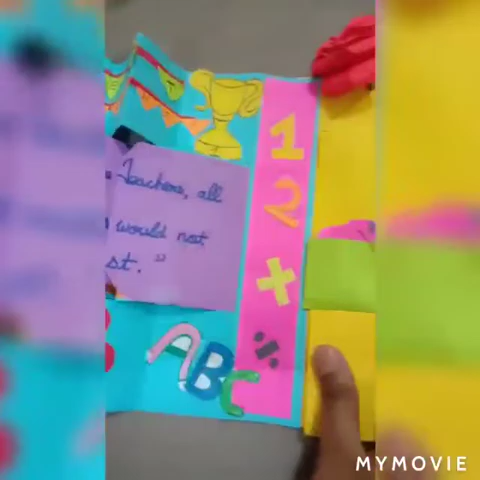 Teachers, all
would not
st."
1
2
+
÷
ABC
MYMOVIE